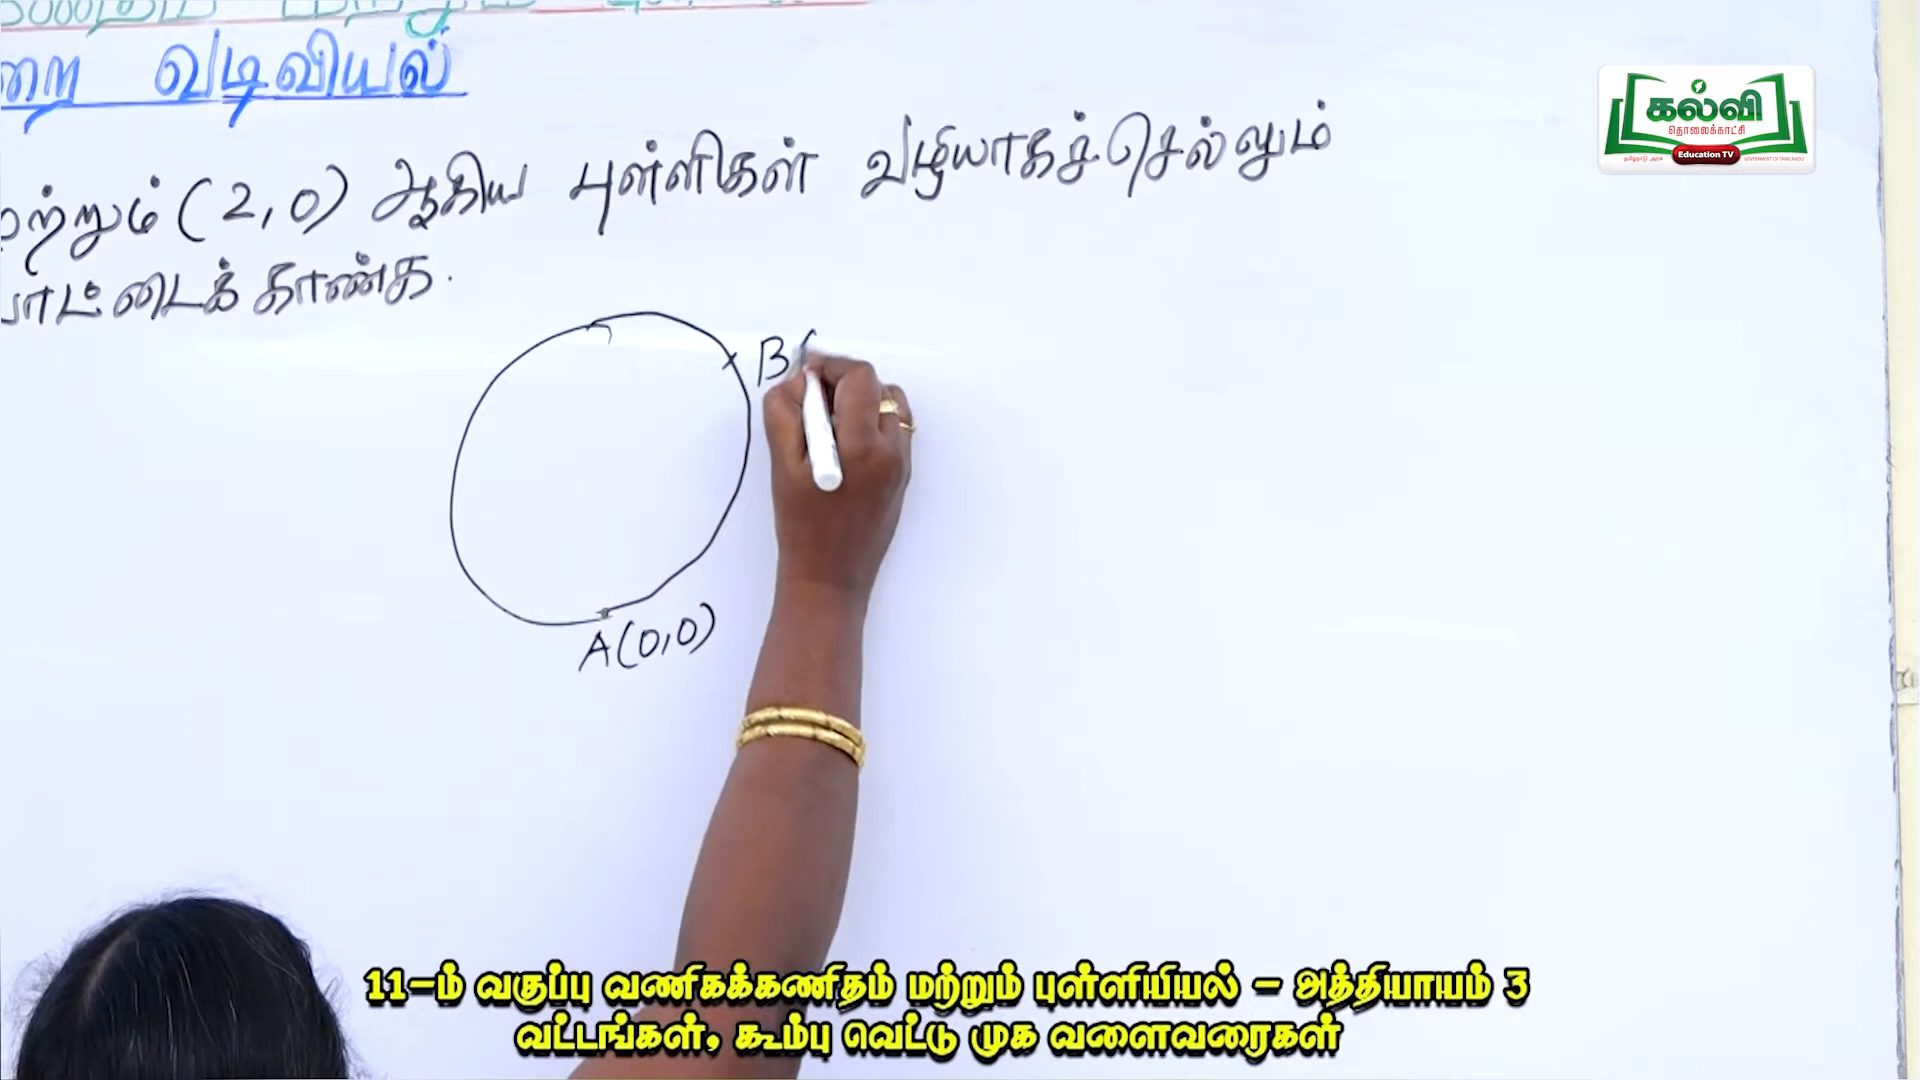 வடிவியல்
(2,0) ஆகிய புள்ளிகள் வழியாகச் செல்லும்
காண்க.
B(
A(0,0)
கல்வி
தொலைக்காட்சி
Education TV
11-ம் வகுப்பு வணிகக்கணிதம் மற்றும் புள்ளியியல் – அத்தியாயம் 3
வட்டங்கள், கூம்பு வெட்டு முக வளைவரைகள்